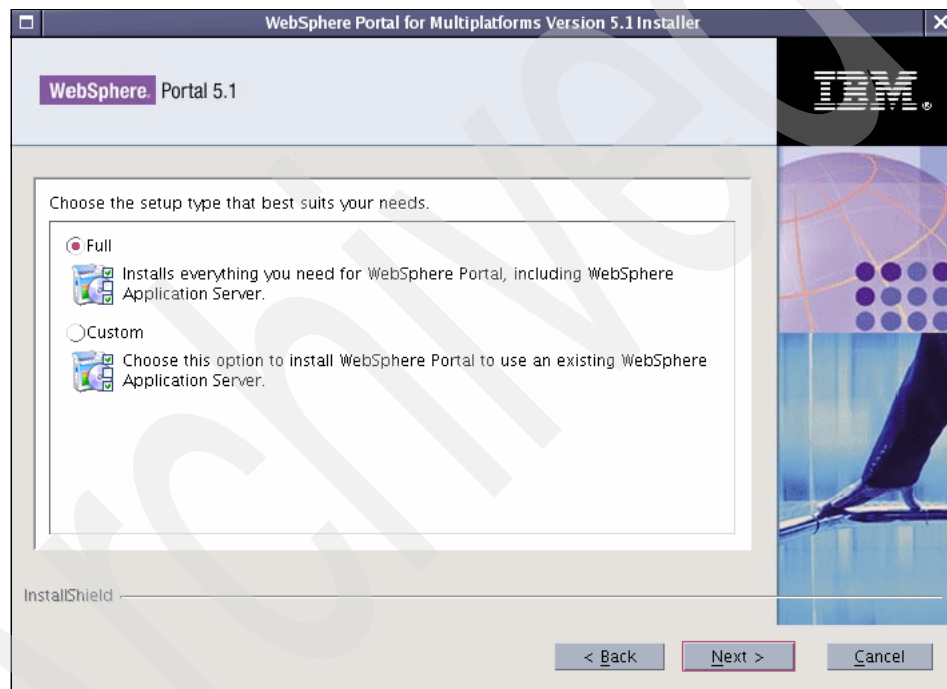 WebSphere Portal for Multiplatforms Version 5.1 Installer
WebSphere. Portal 5.1
IBM®
Choose the setup type that best suits your needs.
Full
Installs everything you need for WebSphere Portal, including WebSphere
Application Server.
Custom
Choose this option to install WebSphere Portal to use an existing WebSphere
Application Server.
InstallShield
< Back
Next >
Cancel
Archived